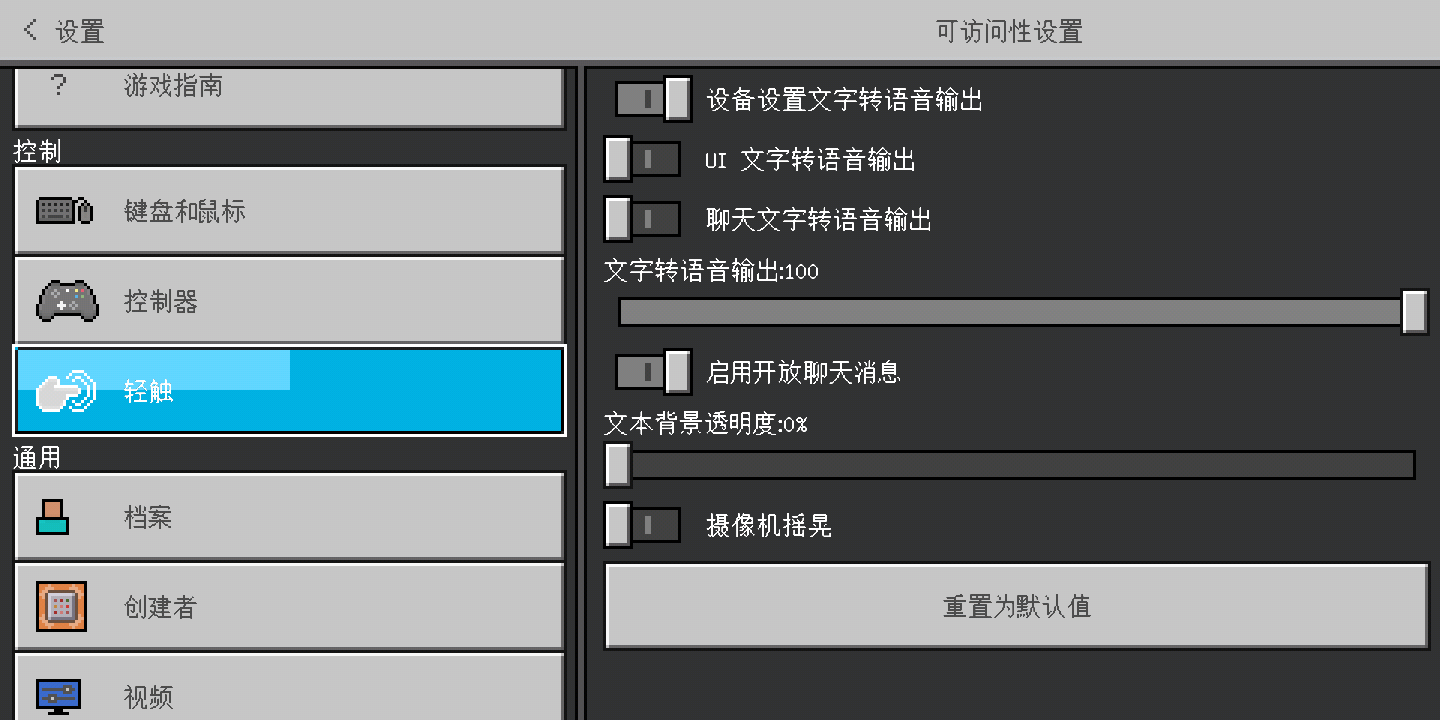 设置
可访问性设置
游戏指南
控制
键盘和鼠标
控制器
轻触
通用
档案
创建者
视频
设备设置文字转语音输出
UI 文字转语音输出
聊天文字转语音输出
文字转语音输出:100
启用开放聊天消息
文本背景透明度:0%
摄像机摇晃
重置为默认值